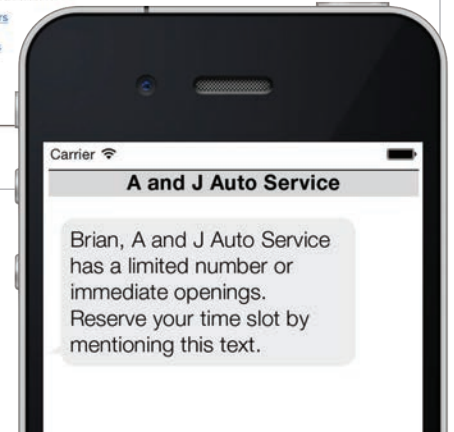 rs
Carrier
A and J Auto Service
Brian, A and J Auto Service
has a limited number or
immediate openings.
Reserve your time slot by
mentioning this text.